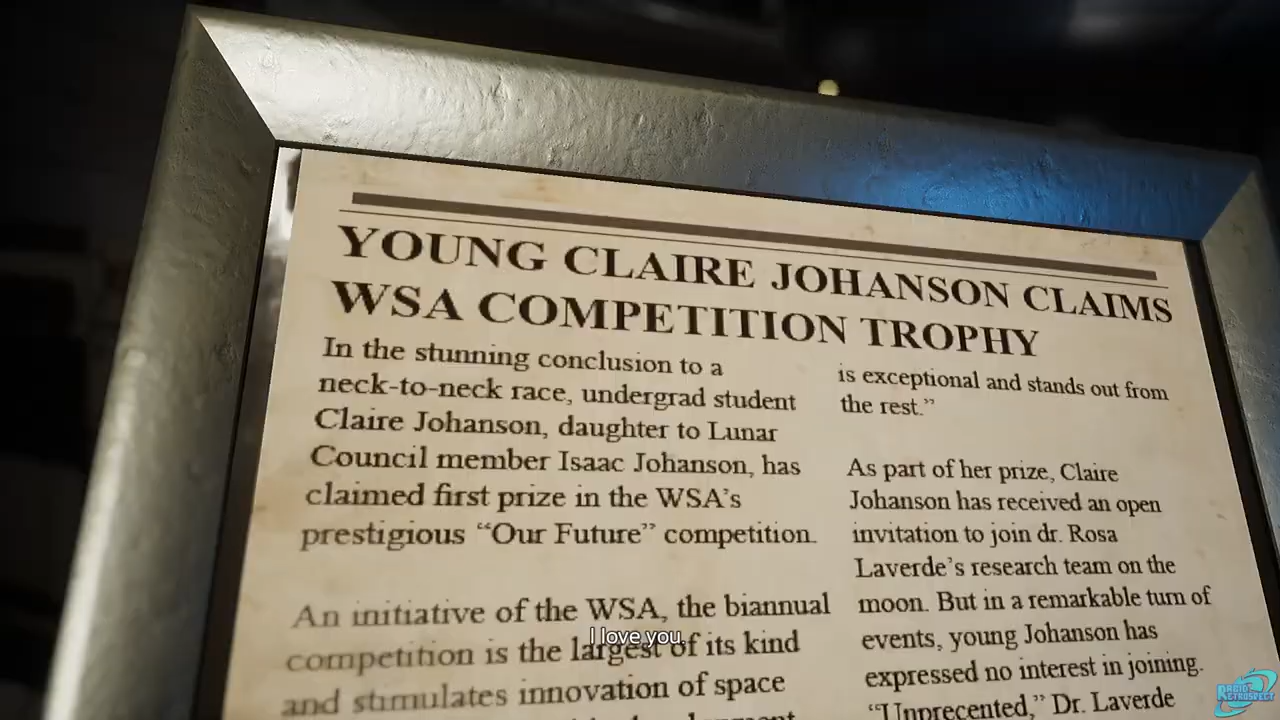 YOUNG CLAIRE JOHANSON CLAIMS
WSA COMPETITION TROPHY
In the stunning conclusion to a
neck-to-neck race, undergrad student
Claire Johanson, daughter to Lunar
Council member Isaac Johanson, has
claimed first prize in the WSA's
prestigious “Our Future” competition.
An initiative of the WSA, the biannual
competition is the largest of its kind
and stimulates innovation of space
is exceptional and stands out from
the rest.”
As part of her prize, Claire
Johanson has received an open
invitation to join dr. Rosa
Laverde's research team on the
moon. But in a remarkable turn of
events, young Johanson has
expressed no interest in joining.
“Unprecented,” Dr. Laverde
I love you.
RETROSPECT